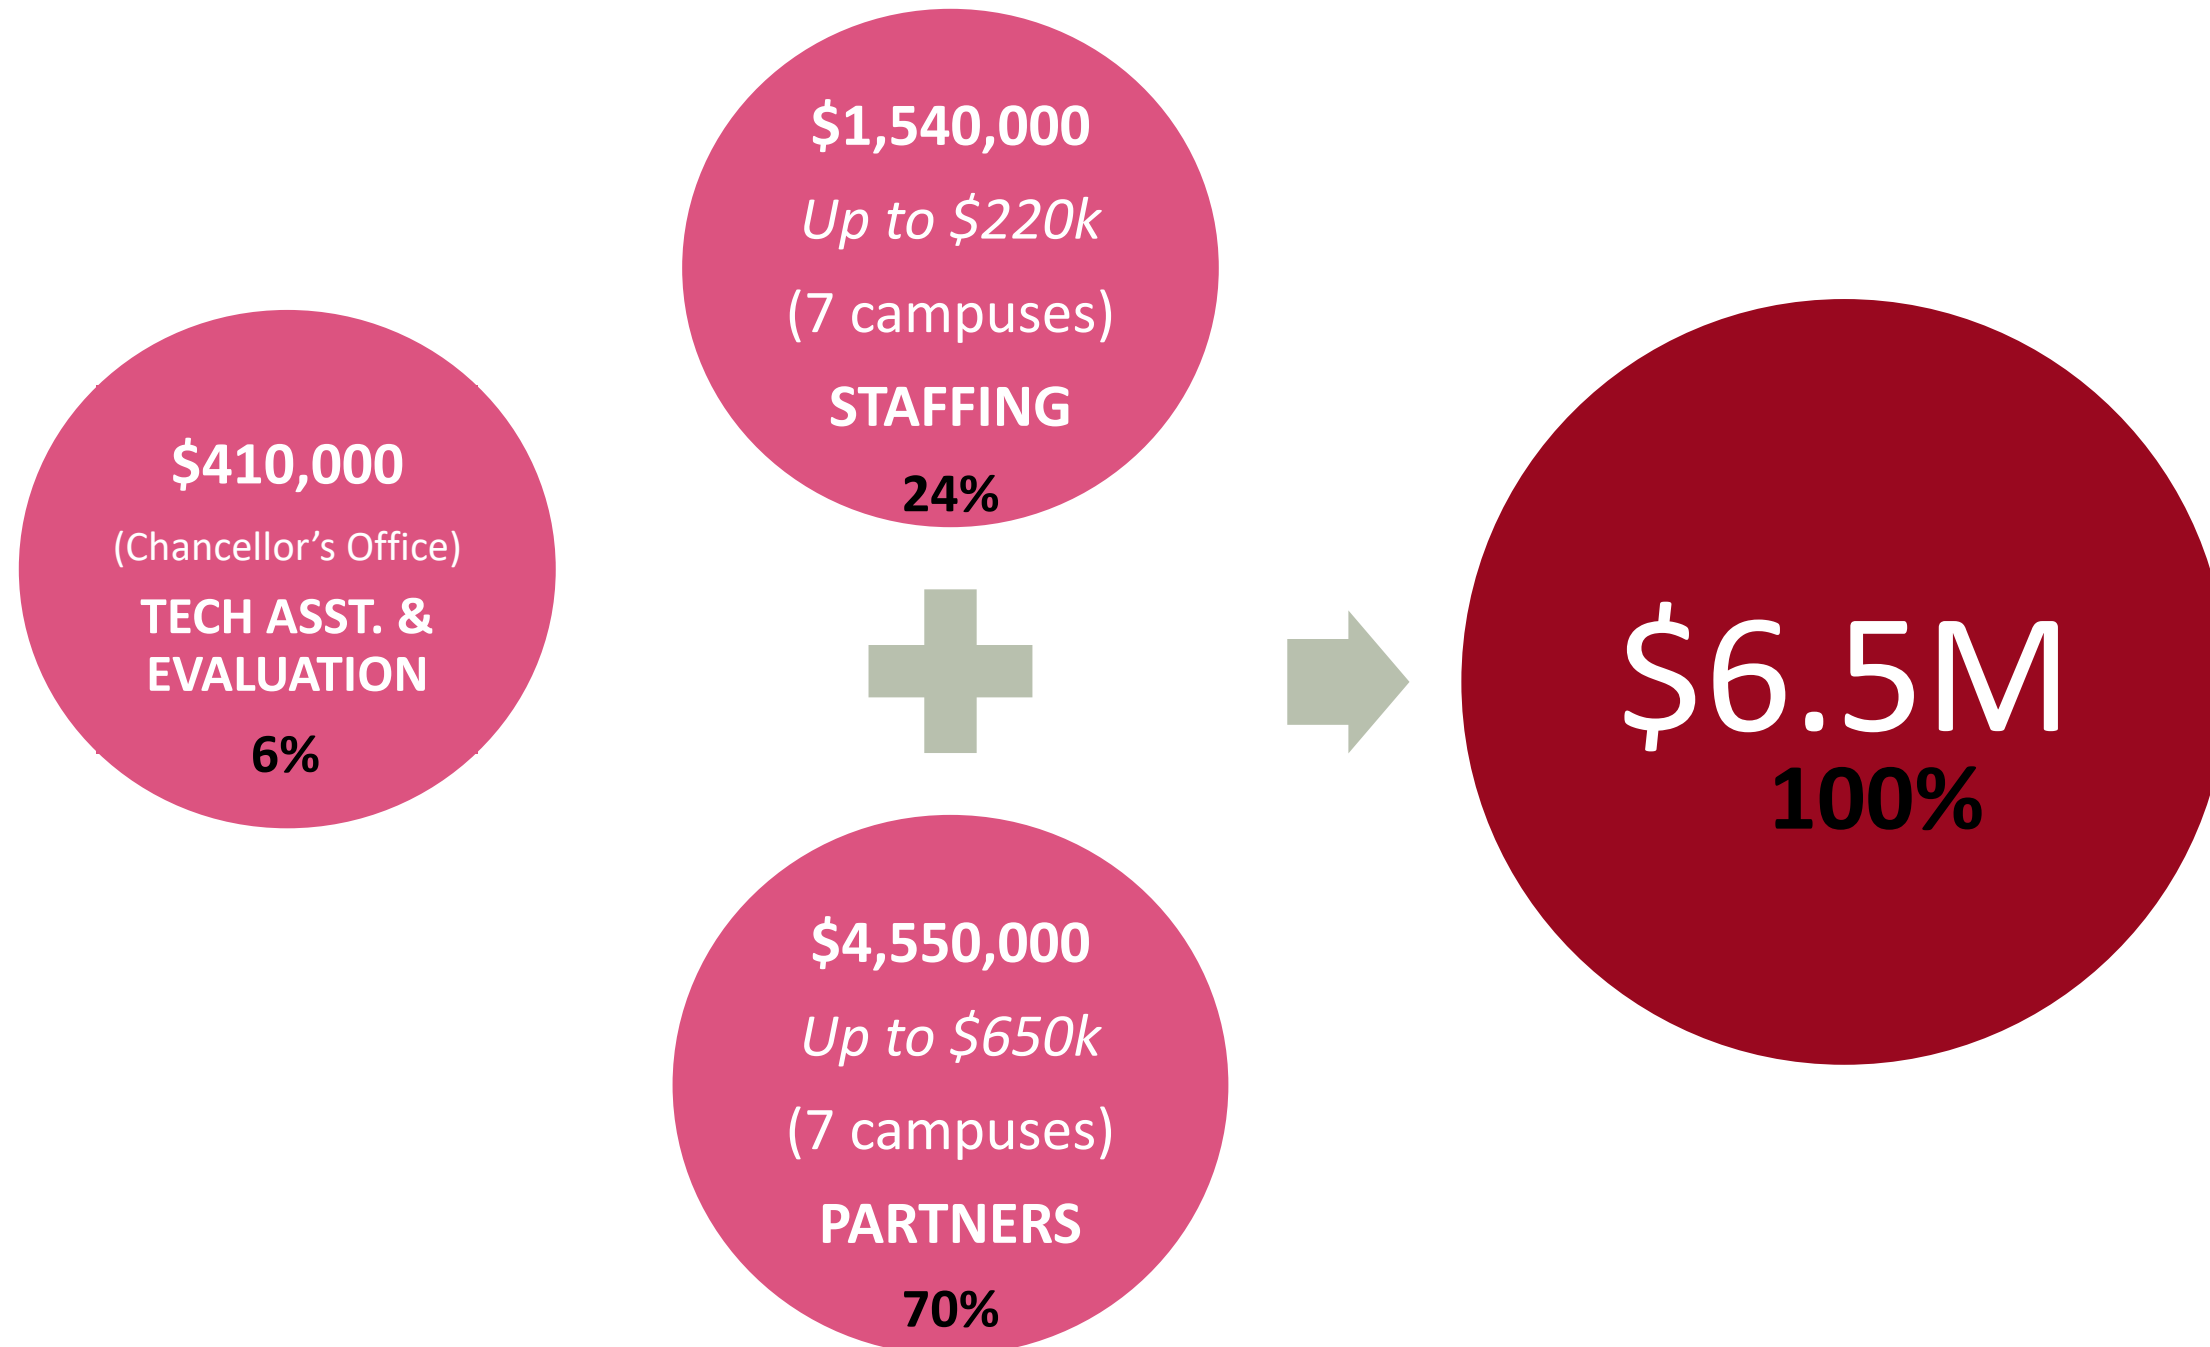 $410,000
(Chancellor’s Office)
TECH ASST. &
EVALUATION
6%
$1,540,000
Up to $220k
(7 campuses)
STAFFING
24%
$4,550,000
Up to $650k
(7 campuses)
PARTNERS
70%
$6.5M
100%